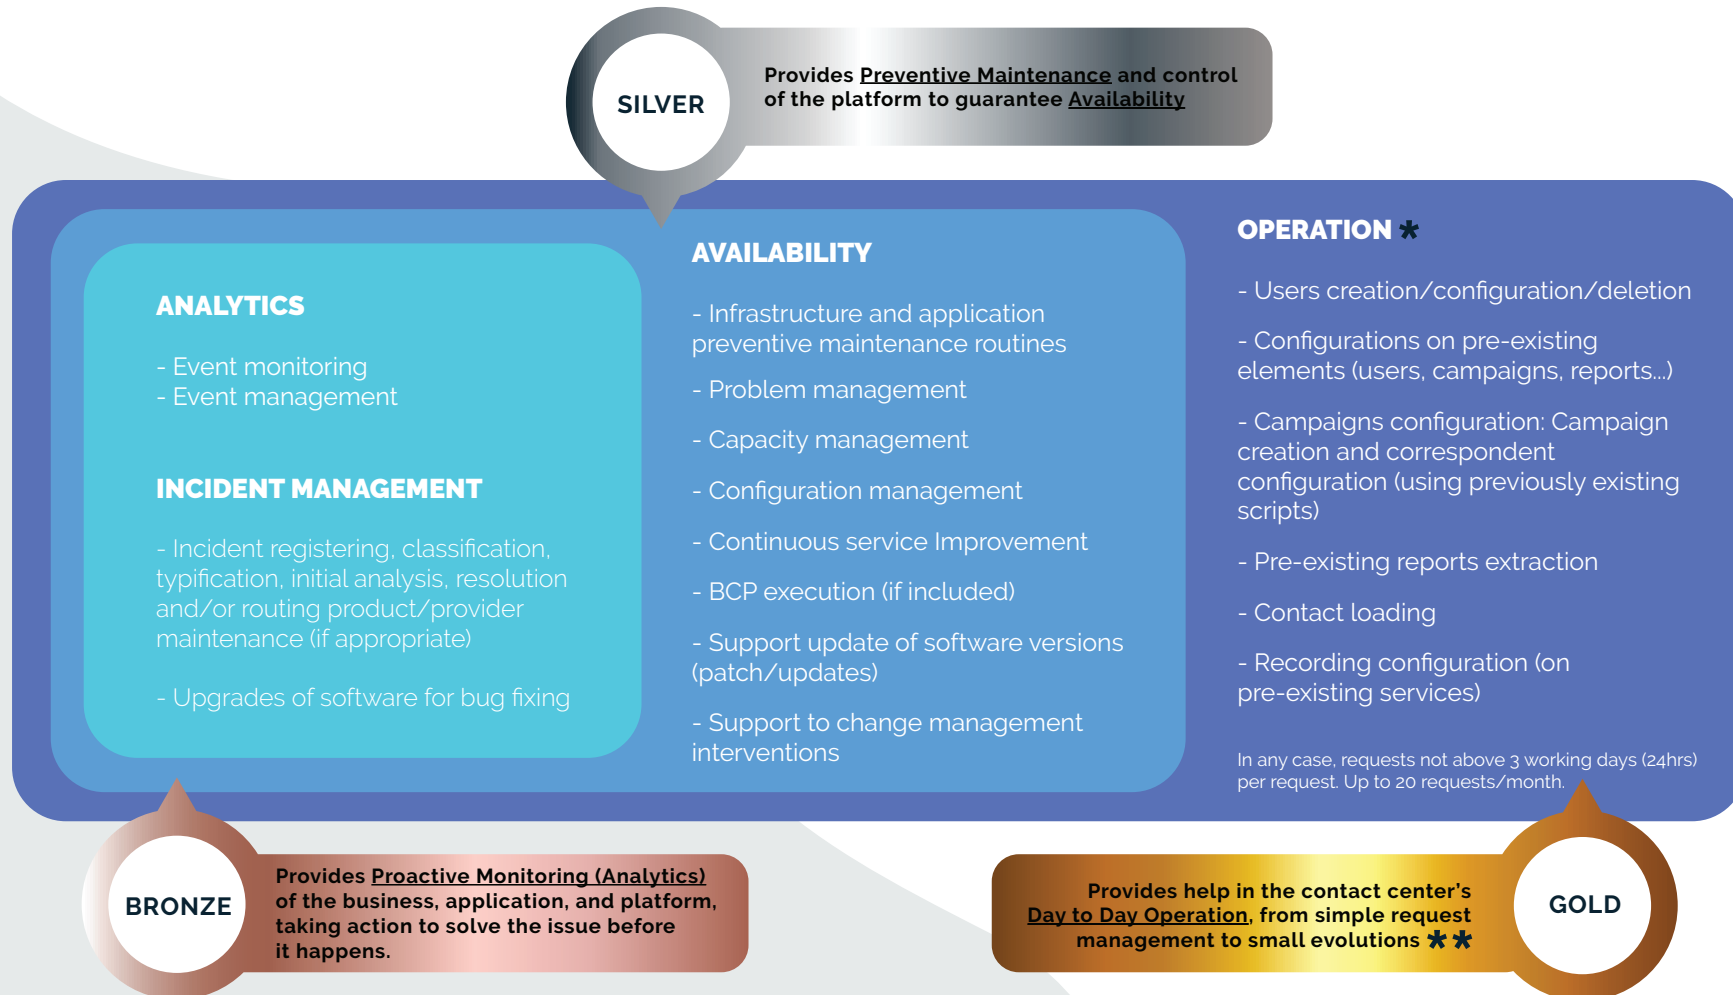 SILVER
Provides Preventive Maintenance and control
of the platform to guarantee Availability
ANALYTICS
- Event monitoring
- Event management
INCIDENT MANAGEMENT
- Incident registering, classification,
typification, initial analysis, resolution
and/or routing product/provider
maintenance (if appropriate)
- Upgrades of software for bug fixing
AVAILABILITY
- Infrastructure and application
preventive maintenance routines
- Problem management
- Capacity management
- Configuration management
- Continuous service Improvement
- BCP execution (if included)
- Support update of software versions
(patch/updates)
- Support to change management
interventions
OPERATION *
- Users creation/configuration/deletion
- Configurations on pre-existing
elements (users, campaigns, reports...)
- Campaigns configuration: Campaign
creation and correspondent
configuration (using previously existing
scripts)
- Pre-existing reports extraction
- Contact loading
- Recording configuration (on
pre-existing services)
In any case, requests not above 3 working days (24hrs)
per request. Up to 20 requests/month.
BRONZE
Provides Proactive Monitoring (Analytics)
of the business, application, and platform,
taking action to solve the issue before
it happens.
Provides help in the contact center's
Day to Day Operation, from simple request
management to small evolutions **
GOLD